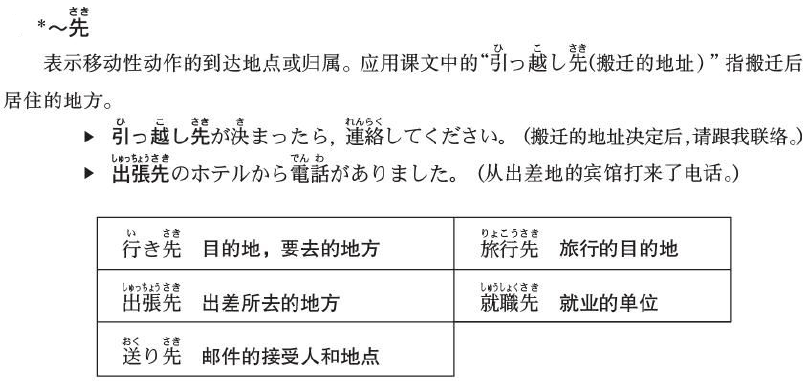 *～先
表示移动性动作的到达地点或归属。应用课文中的“引っ越し先(搬迁的地址)”指搬迁后
居住的地方。
▶ 引っ越し先が決まったら，連絡してください。(搬迁的地址决定后,请跟我联络。)
▶ 出張先のホテルから電話がありました。(从出差地的宾馆打来了电话。)
行き先 目的地，要去的地方 旅行先 旅行的目的地
出張先 出差所去的地方 就職先 就业的单位
送り先 邮件的接受人和地点